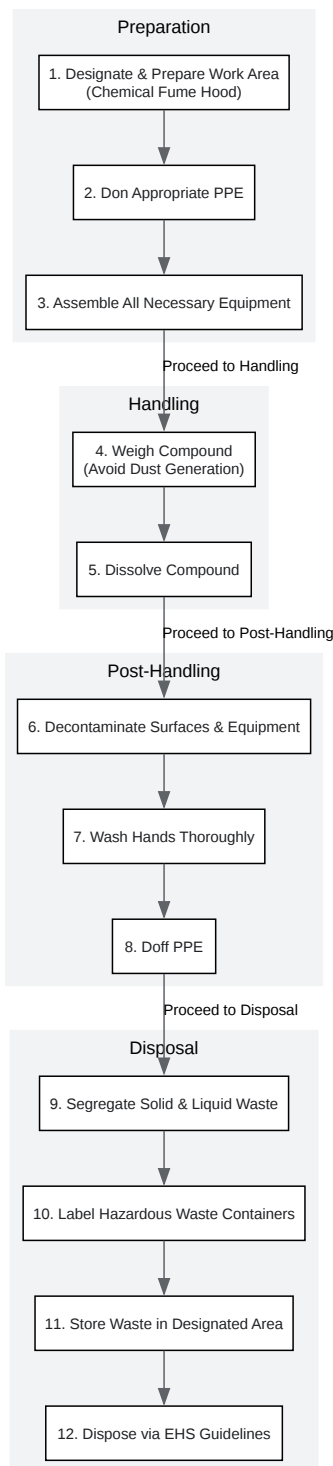 Preparation
1. Designate & Prepare Work Area
(Chemical Fume Hood)
2. Don Appropriate PPE
3. Assemble All Necessary Equipment
Proceed to Handling
Handling
4. Weigh Compound
(Avoid Dust Generation)
5. Dissolve Compound
Proceed to Post-Handling
Post-Handling
6. Decontaminate Surfaces & Equipment
7. Wash Hands Thoroughly
8. Doff PPE
Proceed to Disposal
Disposal
9. Segregate Solid & Liquid Waste
10. Label Hazardous Waste Containers
11. Store Waste in Designated Area
12. Dispose via EHS Guidelines